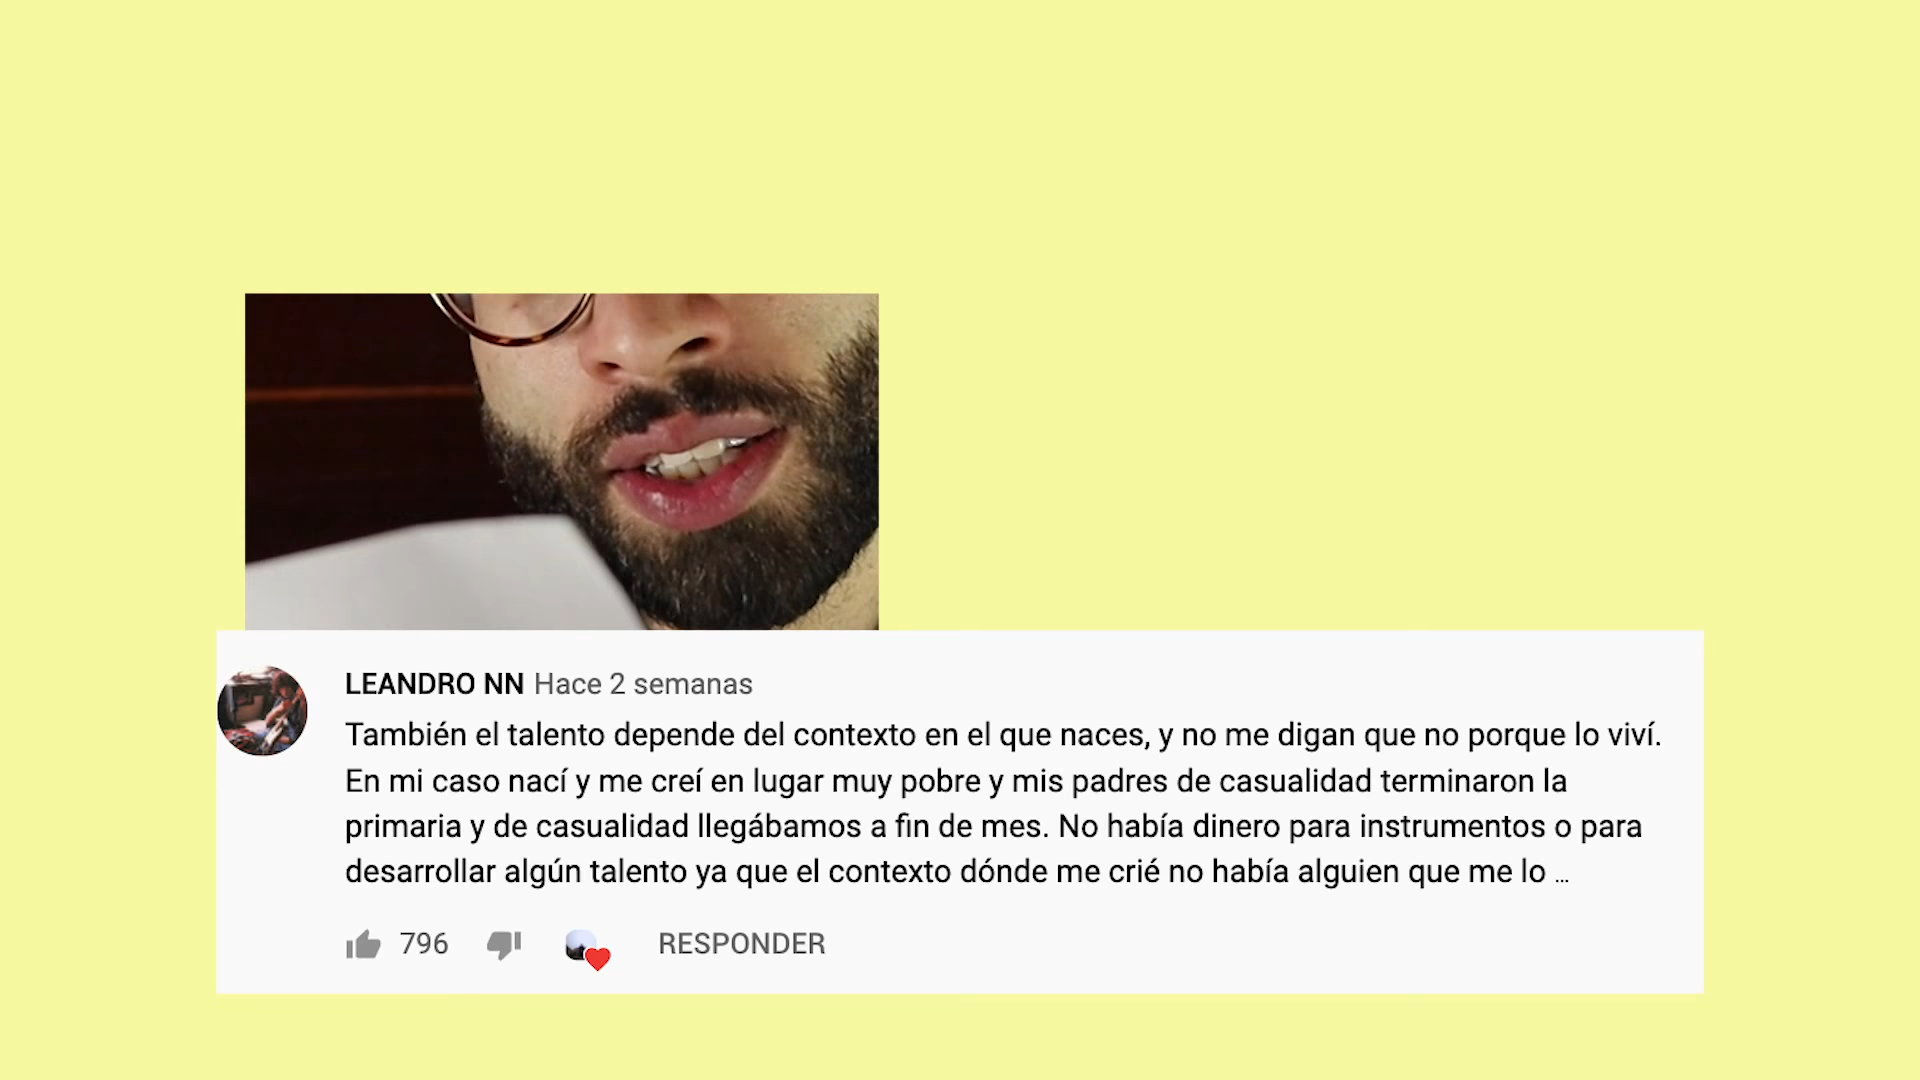 LEANDRO NN Hace 2 semanas
También el talento depende del contexto en el que naces, y no me digan que no porque lo viví.
En mi caso nací y me creí en lugar muy pobre y mis padres de casualidad terminaron la
primaria y de casualidad llegábamos a fin de mes. No había dinero para instrumentos o para
desarrollar algún talento ya que el contexto dónde me crié no había alguien que me lo ...
796 RESPONDER